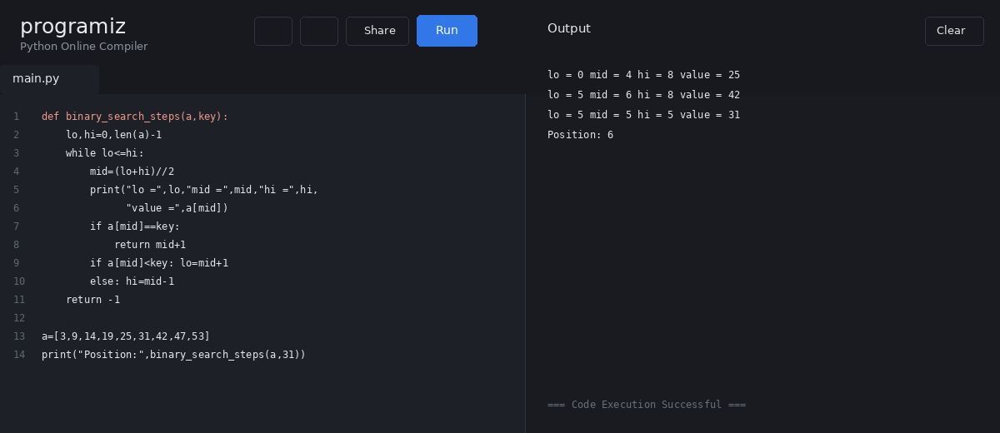 programiz
Python Online Compiler
Share
Run
main.py
1 def binary_search_steps(a,key):
2     lo,hi=0,len(a)-1
3     while lo<=hi:
4         mid=(lo+hi)//2
5         print("lo =",lo,"mid =",mid,"hi =",hi,
6               "value =",a[mid])
7         if a[mid]==key:
8             return mid+1
9         if a[mid]<key: lo=mid+1
10         else: hi=mid-1
11     return -1
12
13 a=[3,9,14,19,25,31,42,47,53]
14 print("Position:",binary_search_steps(a,31))
Output
Clear
lo = 0 mid = 4 hi = 8 value = 25
lo = 5 mid = 6 hi = 8 value = 42
lo = 5 mid = 5 hi = 5 value = 31
Position: 6
=== Code Execution Successful ===